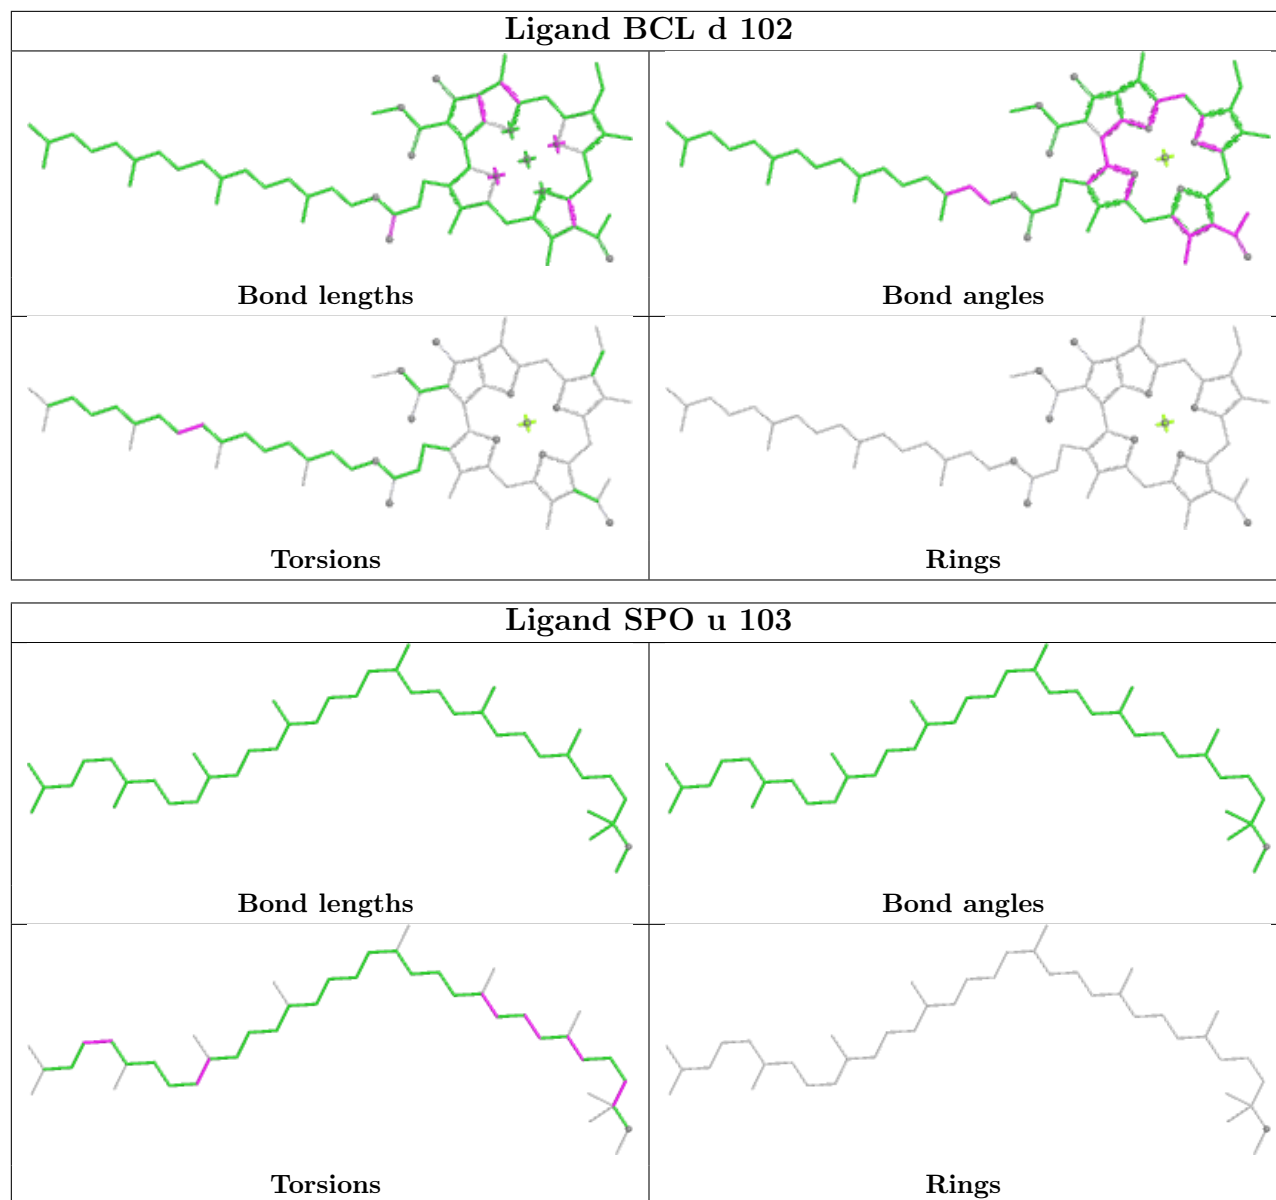 Ligand BCL d 102
Bond lengths
Bond angles
Torsions
Rings
Ligand SPO u 103
Bond lengths
Bond angles
Torsions
Rings